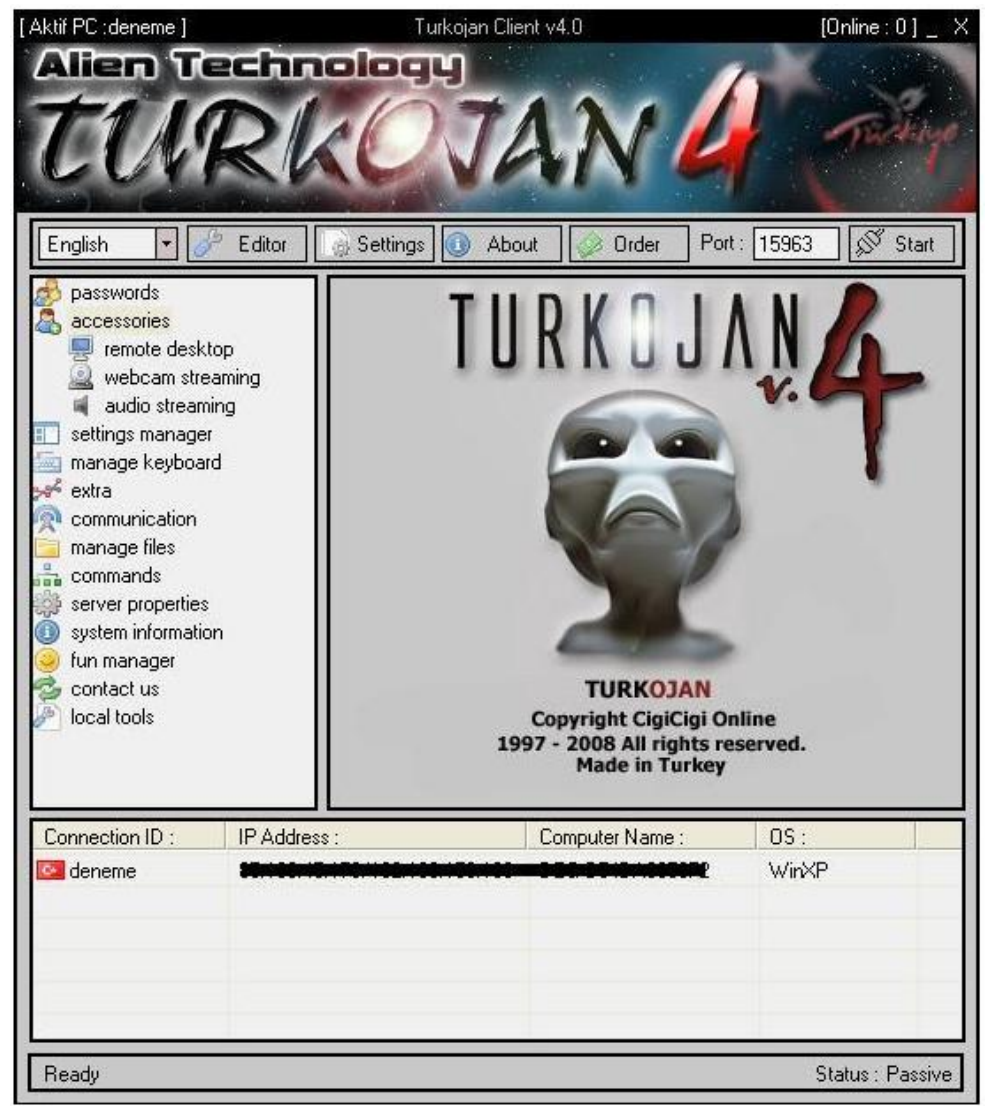 [ Aktif PC :deneme ] Turkojan Client v4.0 [Online : 0 ] _ X
Alien Technology
TURKOJAN 4
Türkiye
English Editor Settings About Order Port : 15963 Start
passwords
accessories
remote desktop
webcam streaming
audio streaming
settings manager
manage keyboard
extra
communication
manage files
commands
server properties
system information
fun manager
contact us
local tools
TURKOJAN
v.4
TURKOJAN
Copyright CigiCigi Online
1997 - 2008 All rights reserved.
Made in Turkey
Connection ID : IP Address : Computer Name : OS :
deneme WinXP
Ready Status : Passive